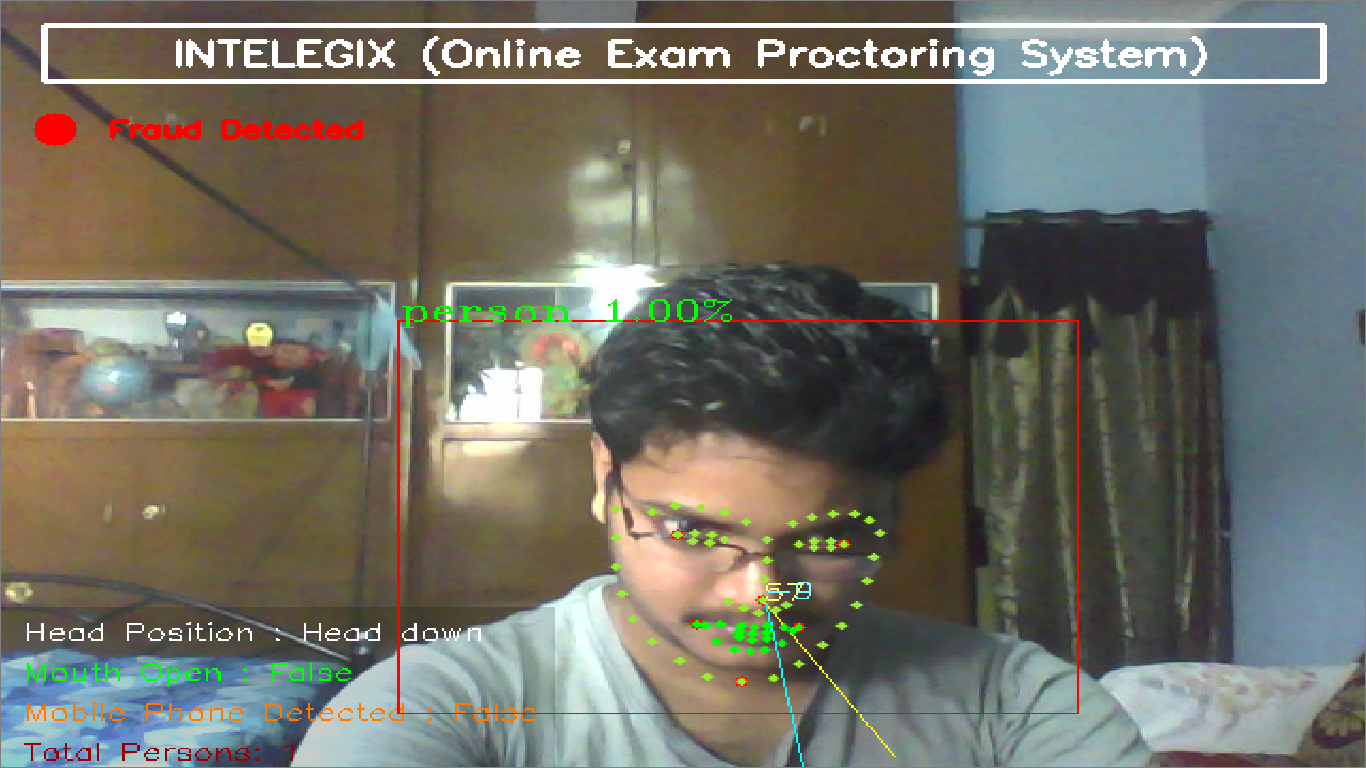 INTELEGIX (Online Exam Proctoring System)
Fraud Detected
person 1.00%
Head Position : Head down
Mouth Open : False
Mobile Phone Detected : False
Total Persons: 1